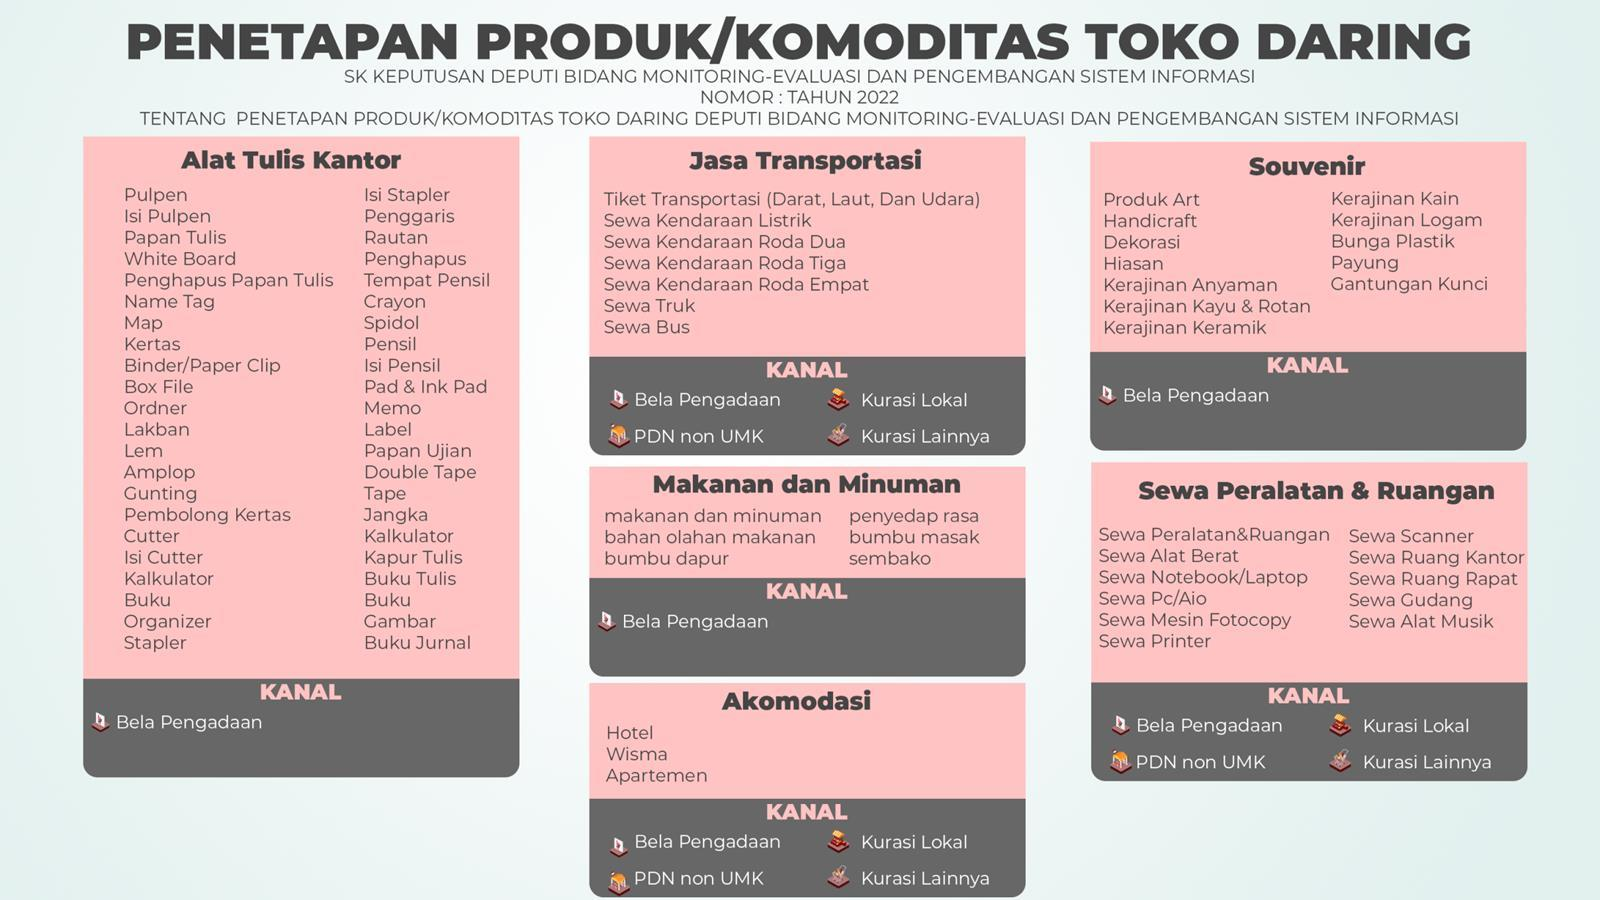 PENETAPAN PRODUK/KOMODITAS TOKO DARING
SK KEPUTUSAN DEPUTI BIDANG MONITORING-EVALUASI DAN PENGEMBANGAN SISTEM INFORMASI
NOMOR : TAHUN 2022
TENTANG PENETAPAN PRODUK/KOMODITAS TOKO DARING DEPUTI BIDANG MONITORING-EVALUASI DAN PENGEMBANGAN SISTEM INFORMASI
Alat Tulis Kantor
Pulpen
Isi Pulpen
Papan Tulis
White Board
Penghapus Papan Tulis
Name Tag
Map
Kertas
Binder/Paper Clip
Box File
Ordner
Lakban
Lem
Amplop
Gunting
Pembolong Kertas
Cutter
Isi Cutter
Kalkulator
Buku
Organizer
Stapler
Isi Stapler
Penggaris
Rautan
Penghapus
Tempat Pensil
Crayon
Spidol
Pensil
Isi Pensil
Pad & Ink Pad
Memo
Label
Papan Ujian
Double Tape
Tape
Jangka
Kalkulator
Kapur Tulis
Buku Tulis
Buku
Gambar
Buku Jurnal
KANAL
Bela Pengadaan
Jasa Transportasi
Tiket Transportasi (Darat, Laut, Dan Udara)
Sewa Kendaraan Listrik
Sewa Kendaraan Roda Dua
Sewa Kendaraan Roda Tiga
Sewa Kendaraan Roda Empat
Sewa Truk
Sewa Bus
KANAL
Bela Pengadaan
Kurasi Lokal
PDN non UMK
Kurasi Lainnya
Makanan dan Minuman
makanan dan minuman
bahan olahan makanan
bumbu dapur
penyedap rasa
bumbu masak
sembako
KANAL
Bela Pengadaan
Akomodasi
Hotel
Wisma
Apartemen
KANAL
Bela Pengadaan
Kurasi Lokal
PDN non UMK
Kurasi Lainnya
Souvenir
Produk Art
Handicraft
Dekorasi
Hiasan
Kerajinan Anyaman
Kerajinan Kayu & Rotan
Kerajinan Keramik
Kerajinan Kain
Kerajinan Logam
Bunga Plastik
Payung
Gantungan Kunci
KANAL
Bela Pengadaan
Sewa Peralatan & Ruangan
Sewa Peralatan&Ruangan
Sewa Alat Berat
Sewa Notebook/Laptop
Sewa Pc/Aio
Sewa Mesin Fotocopy
Sewa Printer
Sewa Scanner
Sewa Ruang Kantor
Sewa Ruang Rapat
Sewa Gudang
Sewa Alat Musik
KANAL
Bela Pengadaan
Kurasi Lokal
PDN non UMK
Kurasi Lainnya